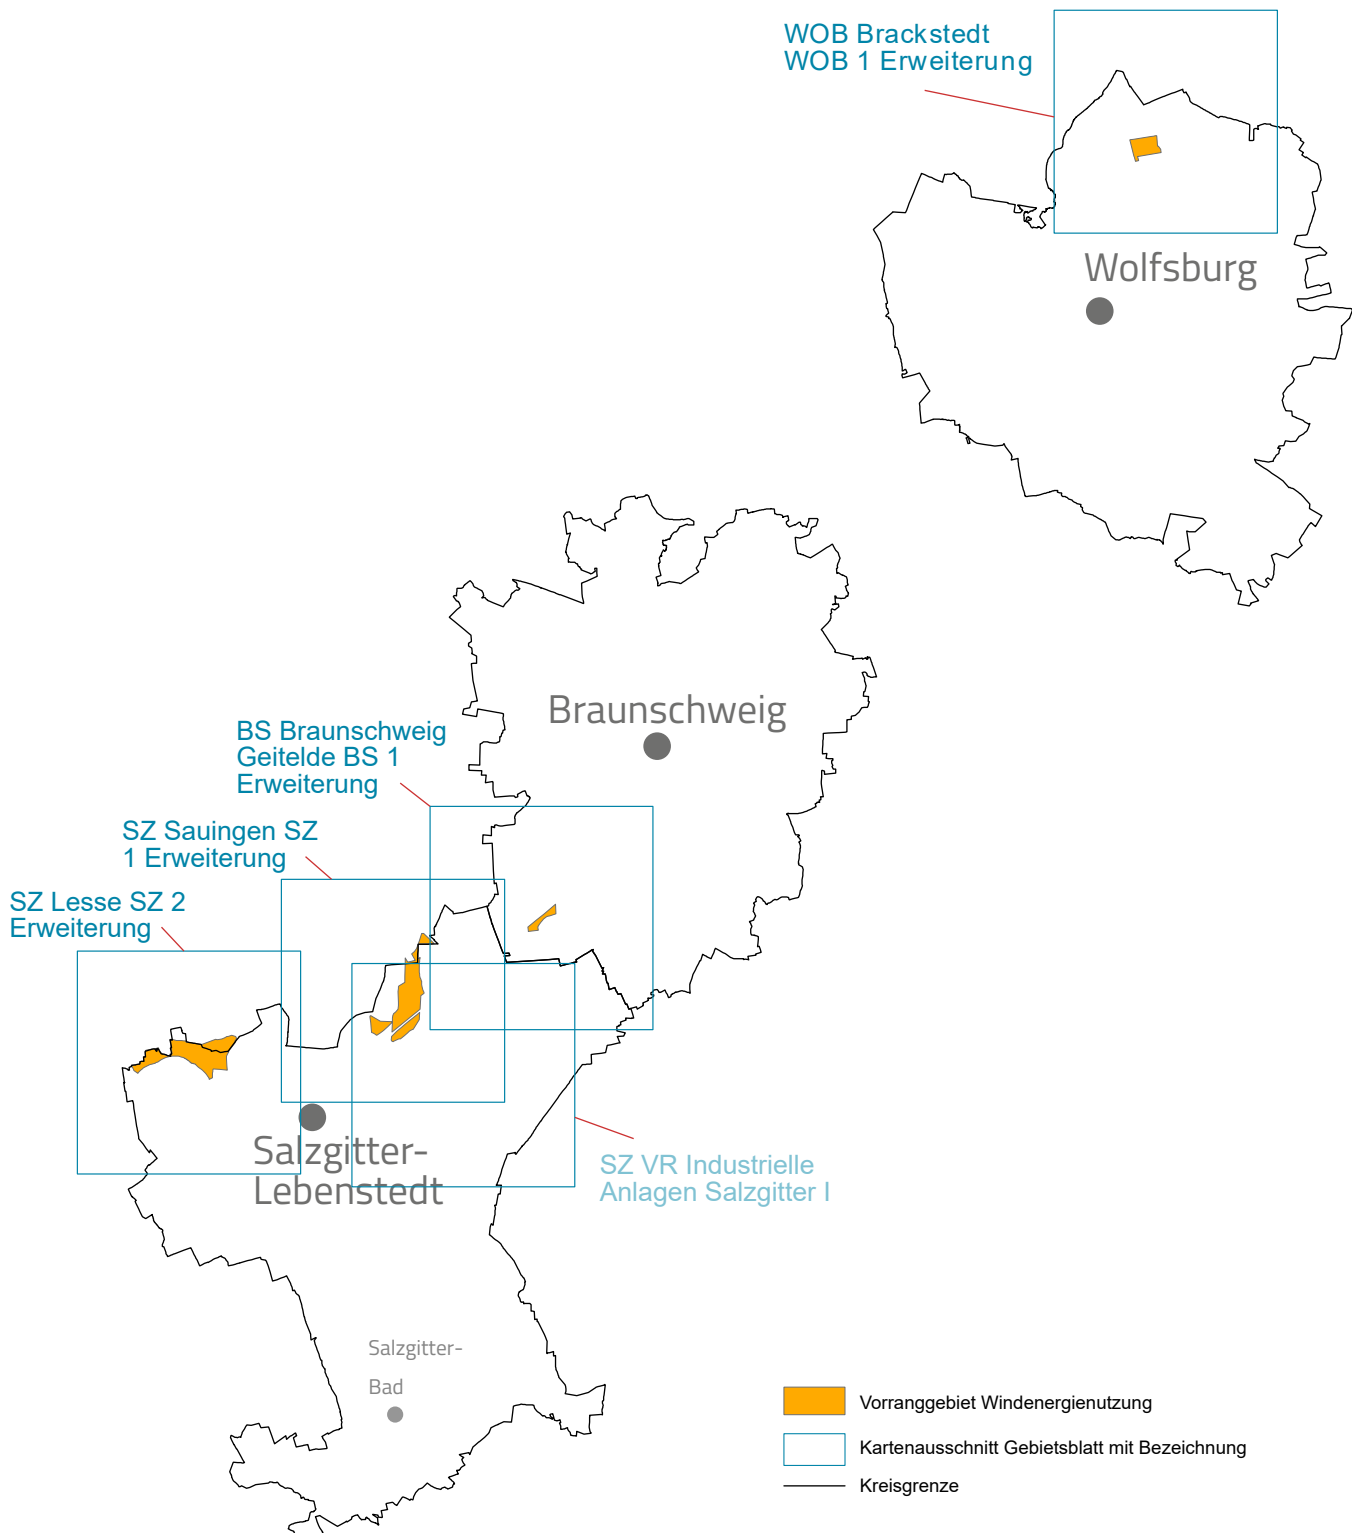 WOB Brackstedt
WOB 1 Erweiterung
Wolfsburg
Braunschweig
BS Braunschweig
Geitelde BS 1
Erweiterung
SZ Sauingen SZ
1 Erweiterung
SZ Lesse SZ 2
Erweiterung
Salzgitter-
Lebenstedt
SZ VR Industrielle
Anlagen Salzgitter I
Salzgitter-
Bad
Vorranggebiet Windenergienutzung
Kartenausschnitt Gebietsblatt mit Bezeichnung
Kreisgrenze